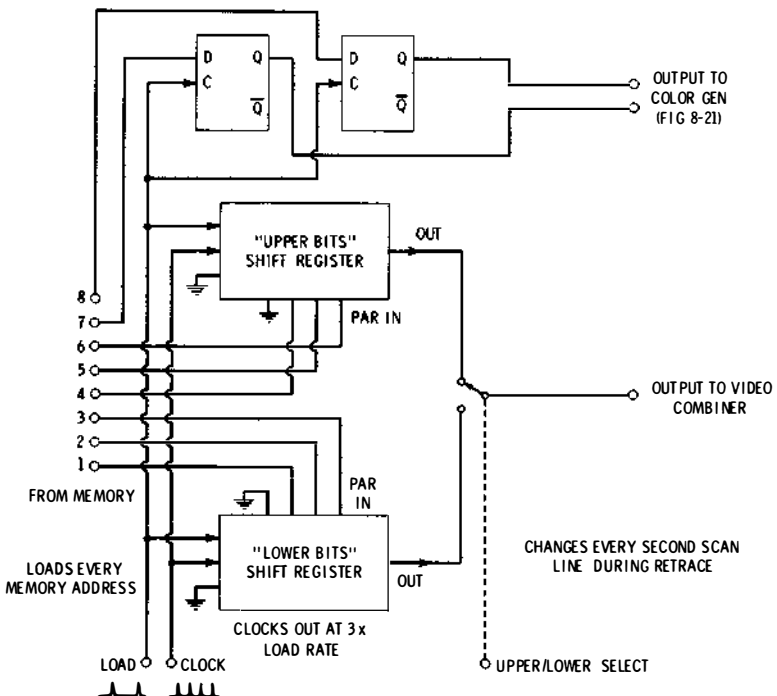 D Q
C
Q
D Q
C
Q
OUTPUT TO
COLOR GEN
(FIG 8-21)
"UPPER BITS"
SHIFT REGISTER
OUT
PAR IN
8
7
6
5
4
3
2
1
FROM MEMORY
OUTPUT TO VIDEO
COMBINER
PAR
IN
"LOWER BITS"
SHIFT REGISTER
OUT
LOADS EVERY
MEMORY ADDRESS
CHANGES EVERY SECOND SCAN
LINE DURING RETRACE
CLOCKS OUT AT 3x
LOAD RATE
LOAD
CLOCK
UPPER/LOWER SELECT